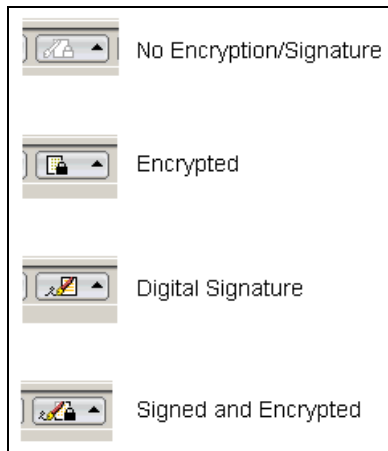 No Encryption/Signature
Encrypted
Digital Signature
Signed and Encrypted